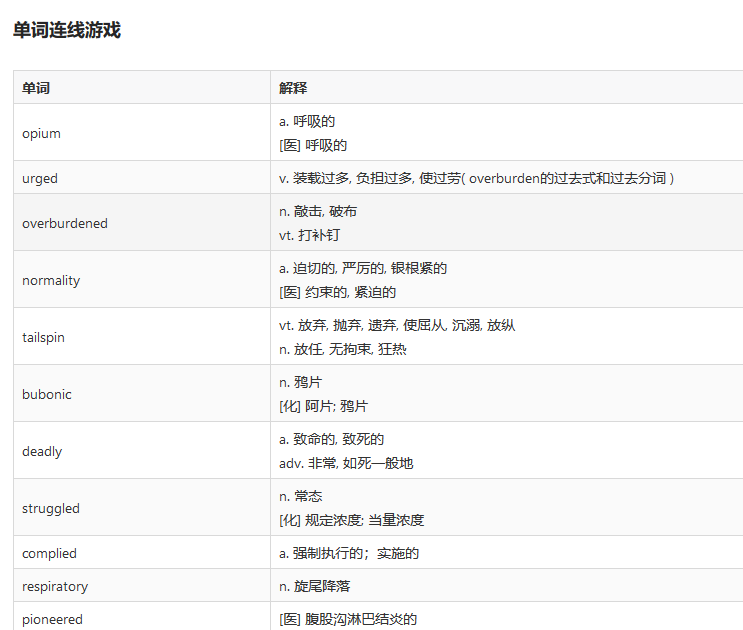 单词连线游戏
单词 解释
opium a. 呼吸的
[医] 呼吸的
urged v. 装载过多, 负担过多, 使过劳( overburden的过去式和过去分词 )
overburdened n. 敲击, 破布
vt. 打补钉
normality a. 迫切的, 严厉的, 银根紧的
[医] 约束的, 紧迫的
tailspin vt. 放弃, 抛弃, 遗弃, 使屈从, 沉溺, 放纵
n. 放任, 无拘束, 狂热
bubonic n. 鸦片
[化] 阿片; 鸦片
deadly a. 致命的, 致死的
adv. 非常, 如死一般地
struggled n. 常态
[化] 规定浓度; 当量浓度
complied a. 强制执行的；实施的
respiratory n. 旋尾降落
pioneered [医] 腹股沟淋巴结炎的